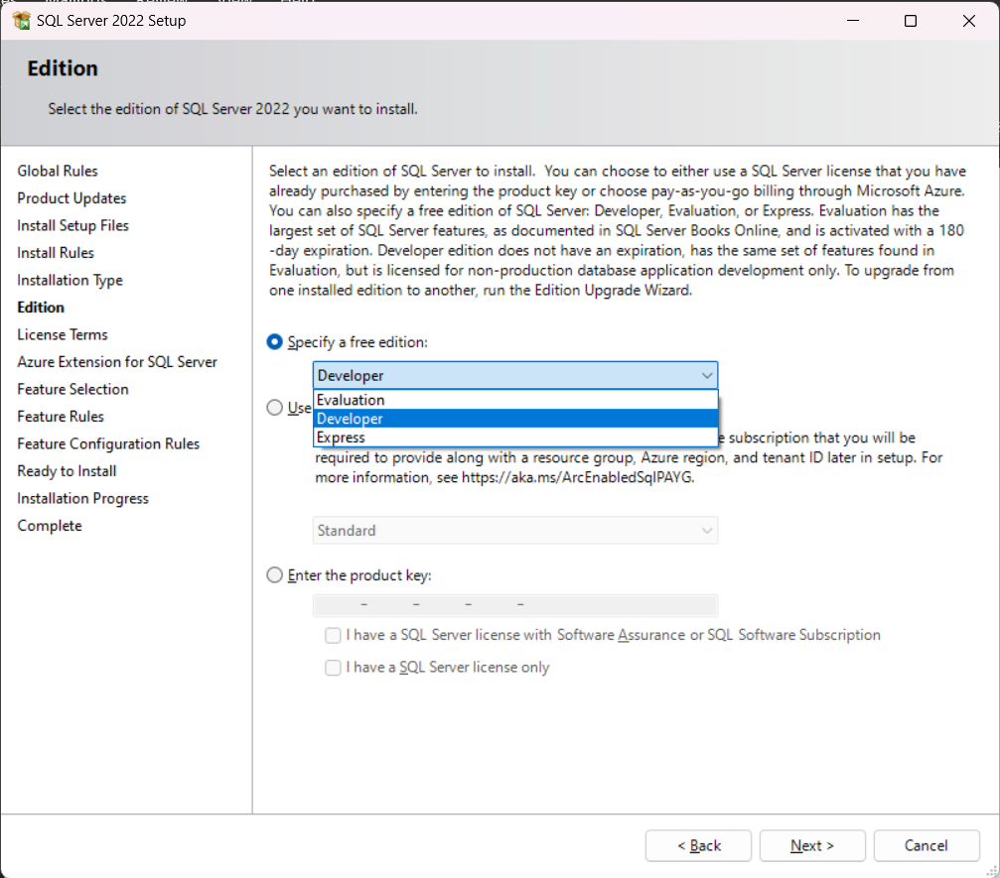 SQL Server 2022 Setup
Edition
Select the edition of SQL Server 2022 you want to install.
Global Rules
Product Updates
Install Setup Files
Install Rules
Installation Type
Edition
License Terms
Azure Extension for SQL Server
Feature Selection
Feature Rules
Feature Configuration Rules
Ready to Install
Installation Progress
Complete
Select an edition of SQL Server to install.  You can choose to either use a SQL Server license that you have
already purchased by entering the product key or choose pay-as-you-go billing through Microsoft Azure.
You can also specify a free edition of SQL Server: Developer, Evaluation, or Express. Evaluation has the
largest set of SQL Server features, as documented in SQL Server Books Online, and is activated with a 180
-day expiration. Developer edition does not have an expiration, has the same set of features found in
Evaluation, but is licensed for non-production database application development only. To upgrade from
one installed edition to another, run the Edition Upgrade Wizard.
Specify a free edition:
Developer
Evaluation
Use
Developer
Express
e subscription that you will be
required to provide along with a resource group, Azure region, and tenant ID later in setup. For
more information, see https://aka.ms/ArcEnabledSqlPAYG.
Standard
Enter the product key:
– – – –
I have a SQL Server license with Software Assurance or SQL Software Subscription
I have a SQL Server license only
< Back
Next >
Cancel